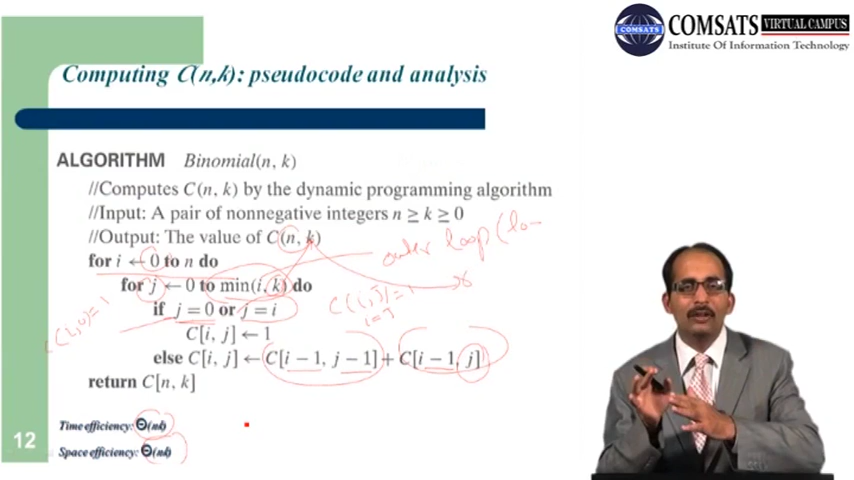 COMSATS VIRTUAL CAMPUS
Institute Of Information Technology
Computing C(n,k): pseudocode and analysis
ALGORITHM Binomial(n, k)
//Computes C(n, k) by the dynamic programming algorithm
//Input: A pair of nonnegative integers n ≥ k ≥ 0
//Output: The value of C(n, k)
outer loop (lo
for i ← 0 to n do
for j ← 0 to min(i, k) do
if j = 0 or j = i
C(i,j) = 1
i=j
C(i,0)=1
C[i, j] ← 1
else C[i, j] ← C[i − 1, j − 1] + C[i − 1, j]
return C[n, k]
Time efficiency: Θ(nk)
Space efficiency: Θ(nk)
12